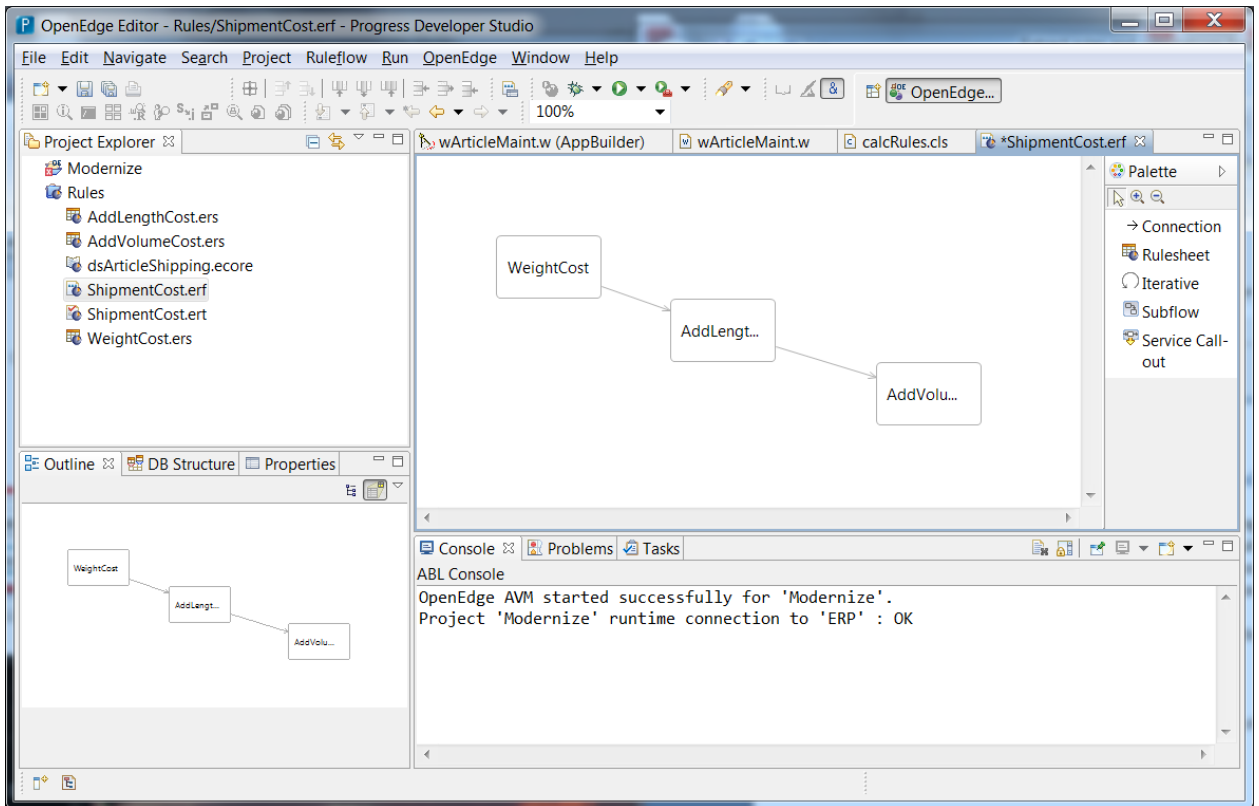 OpenEdge Editor - Rules/ShipmentCost.erf - Progress Developer Studio
File Edit Navigate Search Project Ruleflow Run OpenEdge Window Help
OpenEdge...
100%
Project Explorer
Modernize
Rules
AddLengthCost.ers
AddVolumeCost.ers
dsArticleShipping.ecore
ShipmentCost.erf
ShipmentCost.ert
WeightCost.ers
wArticleMaint.w (AppBuilder) wArticleMaint.w calcRules.cls *ShipmentCost.erf
WeightCost
AddLengt...
AddVolu...
Palette
Connection
Rulesheet
Iterative
Subflow
Service Call-
out
Outline DB Structure Properties
WeightCost
AddLengt...
AddVolu...
Console Problems Tasks
ABL Console
OpenEdge AVM started successfully for 'Modernize'.
Project 'Modernize' runtime connection to 'ERP' : OK